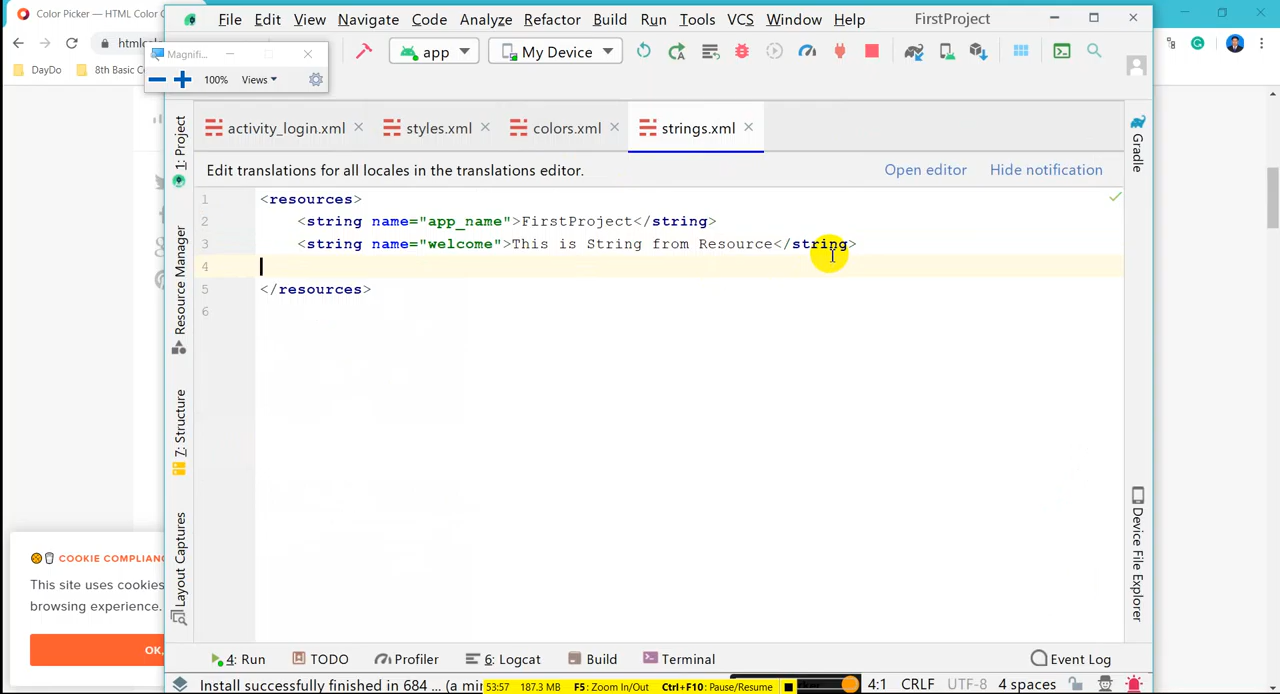 Color Picker — HTML Color C
File Edit View Navigate Code Analyze Refactor Build Run Tools VCS Window Help FirstProject
htmlc
Magnifi...
app
My Device
DayDo
8th Basic Co
100% Views
1: Project
Resource Manager
7: Structure
Layout Captures
activity_login.xml
styles.xml
colors.xml
strings.xml
Edit translations for all locales in the translations editor.
Open editor
Hide notification
1 <resources>
2 <string name="app_name">FirstProject</string>
3 <string name="welcome">This is String from Resource</string>
4
5 </resources>
6
Gradle
Device File Explorer
COOKIE COMPLIANC
This site uses cookies
browsing experience.
OK,
4: Run TODO Profiler 6: Logcat Build Terminal Event Log
Install successfully finished in 684 ... (a mi
53:57 187.3 MB F5: Zoom In/Out Ctrl+F10: Pause/Resume
4:1 CRLF UTF-8 4 spaces